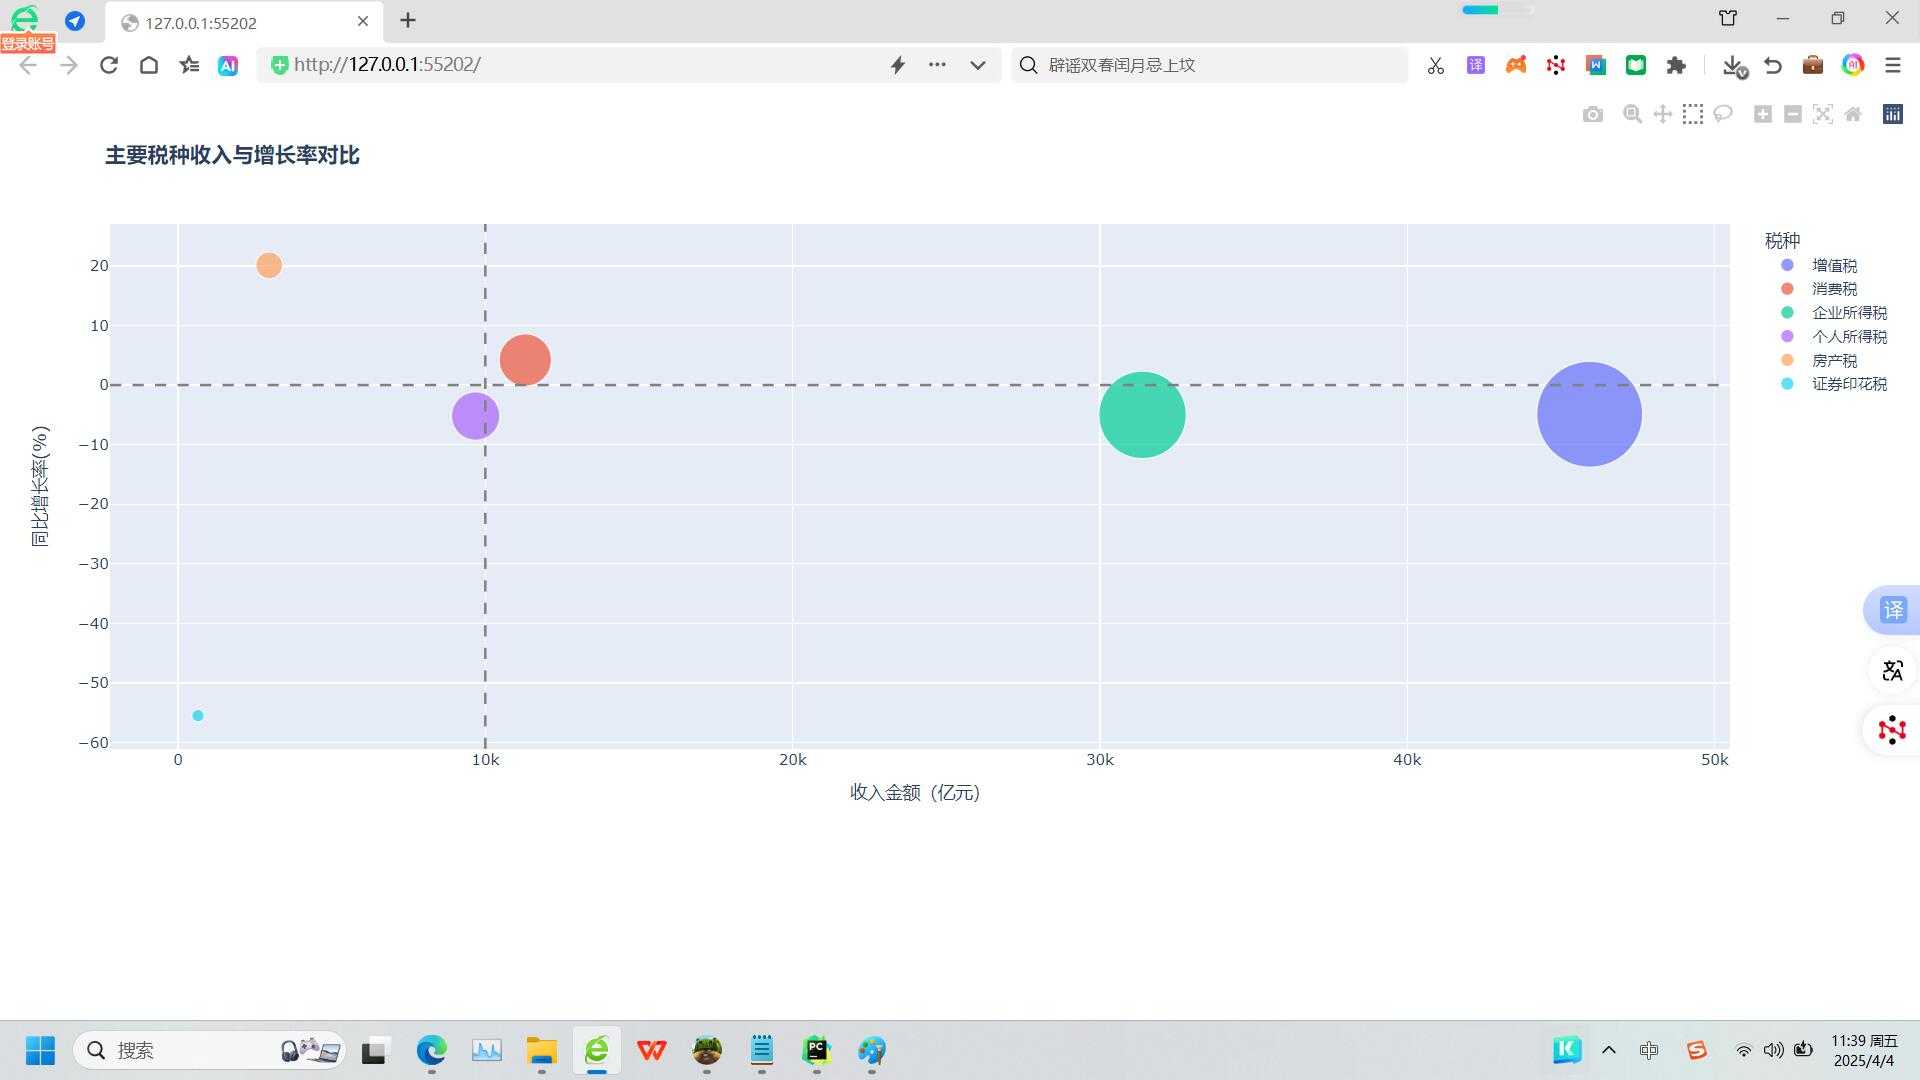 127.0.0.1:55202
登录账号
http://127.0.0.1:55202/
辟谣双春闰月忌上坟
主要税种收入与增长率对比
税种
增值税
消费税
企业所得税
个人所得税
房产税
证券印花税
同比增长率(%)
20
10
0
−10
−20
−30
−40
−50
−60
0
10k
20k
30k
40k
50k
收入金额（亿元）
AI
译
W
译
文A
搜索
PC
K
中
S
11:39 周五
2025/4/4